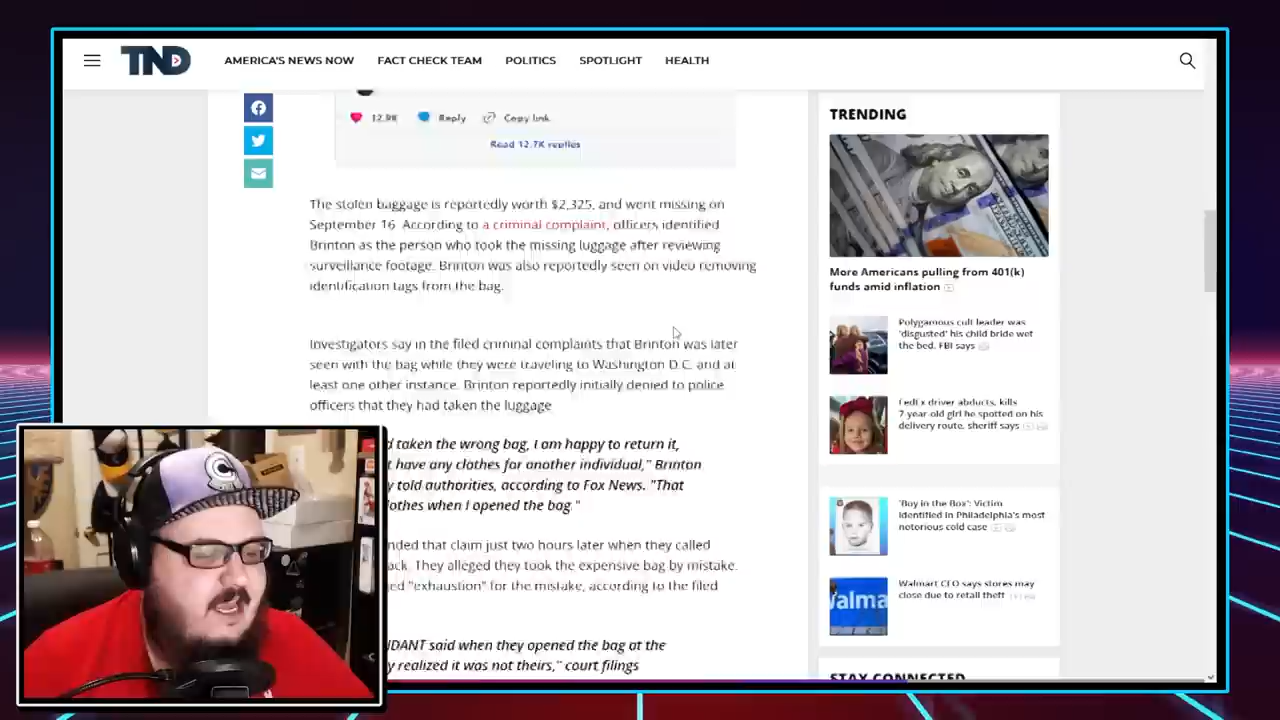 TND
AMERICA'S NEWS NOW
FACT CHECK TEAM
POLITICS
SPOTLIGHT
HEALTH
12.9K
Reply
Copy link
Read 12.7K replies
The stolen baggage is reportedly worth $2,325, and went missing on
September 16. According to a criminal complaint, officers identified
Brinton as the person who took the missing luggage after reviewing
surveillance footage. Brinton was also reportedly seen on video removing
identification tags from the bag.
Investigators say in the filed criminal complaints that Brinton was later
seen with the bag while they were traveling to Washington D.C. and at
least one other instance. Brinton reportedly initially denied to police
officers that they had taken the luggage
d taken the wrong bag, I am happy to return it,
t have any clothes for another individual," Brinton
y told authorities, according to Fox News. "That
lothes when I opened the bag."
nded that claim just two hours later when they called
ack. They alleged they took the expensive bag by mistake.
ed "exhaustion" for the mistake, according to the filed
NDANT said when they opened the bag at the
y realized it was not theirs," court filings
TRENDING
More Americans pulling from 401(k)
funds amid inflation
Polygamous cult leader was
'disgusted' his child bride wet
the bed, FBI says
FedEx driver abducts, kills
7-year-old girl he spotted on his
delivery route, sheriff says
'Boy in the Box': Victim
identified in Philadelphia's most
notorious cold case
Walma
Walmart CEO says stores may
close due to retail theft
STAY CONNECTED